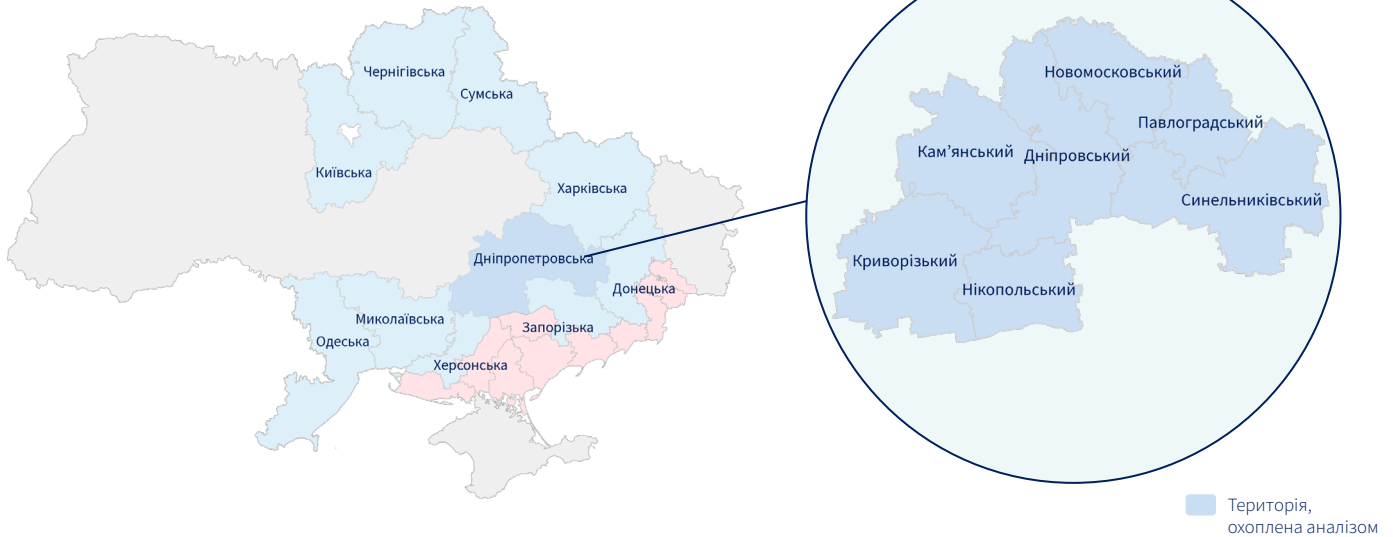 Чернігівська
Сумська
Київська
Харківська
Дніпропетровська
Донецька
Миколаївська
Запорізька
Одеська
Херсонська
Новомосковський
Павлоградський
Кам’янський
Дніпровський
Синельниківський
Криворізький
Нікопольський
Територія,
охоплена аналізом